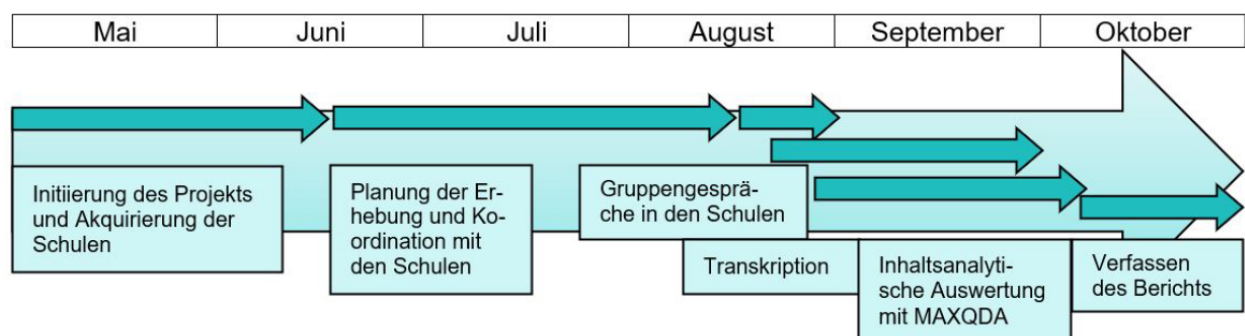 Mai Juni Juli August September Oktober
Initiierung des Projekts
und Akquirierung der
Schulen
Planung der Er-
hebung und Ko-
ordination mit
den Schulen
Gruppengesprä-
che in den Schulen
Transkription
Inhaltsanalyti-
sche Auswertung
mit MAXQDA
Verfassen
des Berichts